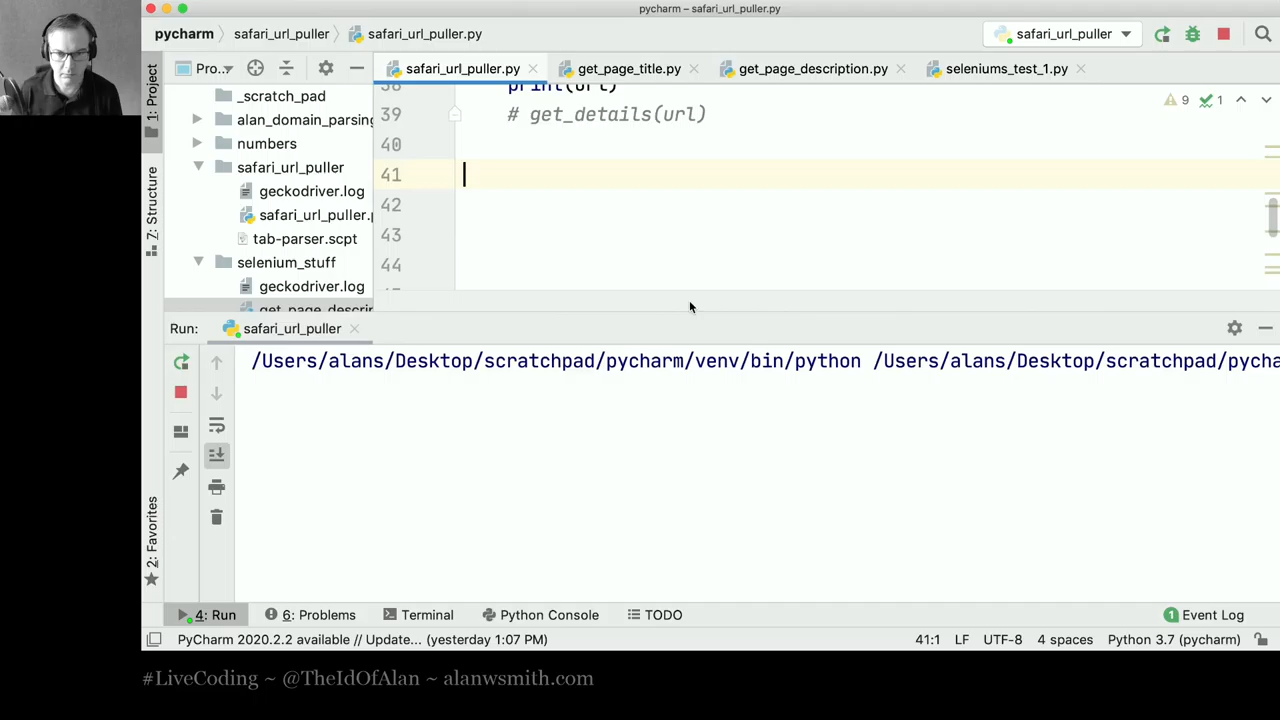 pycharm – safari_url_puller.py
pycharm safari_url_puller safari_url_puller.py safari_url_puller
1: Project
Pro...
safari_url_puller.py get_page_title.py get_page_description.py seleniums_test_1.py
_scratch_pad
alan_domain_parsing
numbers
safari_url_puller
geckodriver.log
safari_url_puller.p
tab-parser.scpt
selenium_stuff
geckodriver.log
get_page_descrip
7: Structure
38 print(url)
39 # get_details(url)
40
41
42
43
44
9 1
Run: safari_url_puller
/Users/alans/Desktop/scratchpad/pycharm/venv/bin/python /Users/alans/Desktop/scratchpad/pycha
2: Favorites
4: Run 6: Problems Terminal Python Console TODO 1 Event Log
PyCharm 2020.2.2 available // Update... (yesterday 1:07 PM) 41:1 LF UTF-8 4 spaces Python 3.7 (pycharm)
#LiveCoding ~ @TheIdOfAlan ~ alanwsmith.com